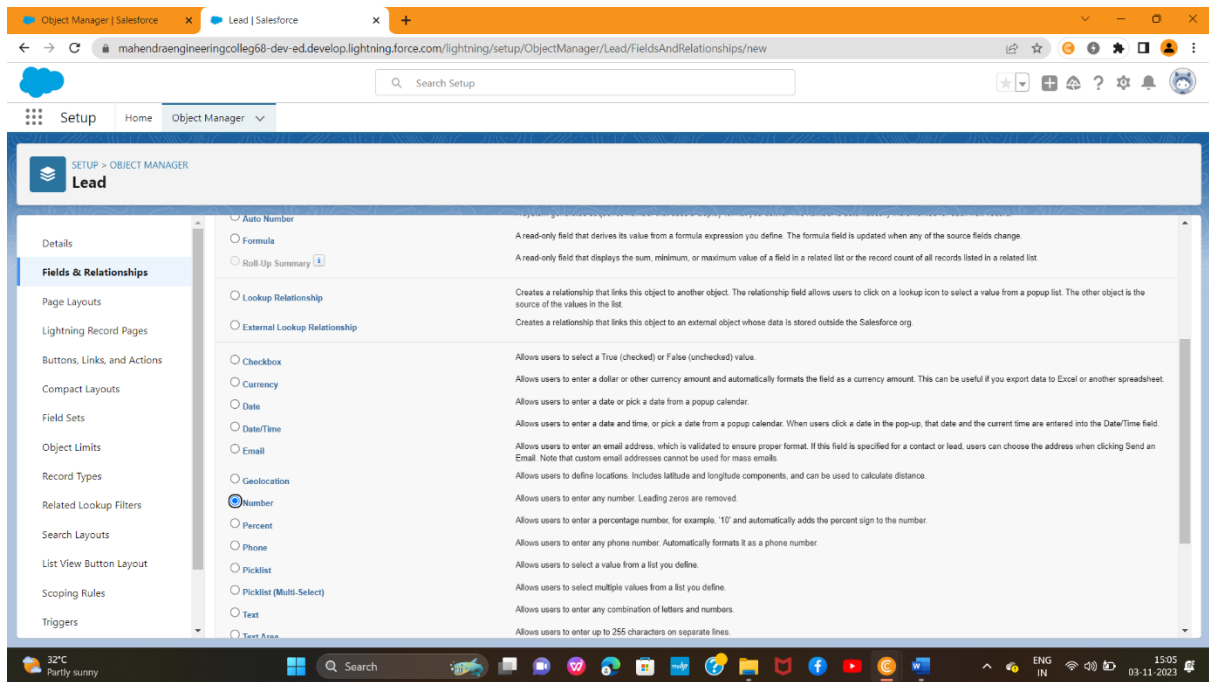 Object Manager | Salesforce
Lead | Salesforce
mahendraengineeringcolleg68-dev-ed.develop.lightning.force.com/lightning/setup/ObjectManager/Lead/FieldsAndRelationships/new
Search Setup
Setup
Home
Object Manager
SETUP > OBJECT MANAGER
Lead
Details
Fields & Relationships
Page Layouts
Lightning Record Pages
Buttons, Links, and Actions
Compact Layouts
Field Sets
Object Limits
Record Types
Related Lookup Filters
Search Layouts
List View Button Layout
Scoping Rules
Triggers
Auto Number
Formula
A read-only field that derives its value from a formula expression you define. The formula field is updated when any of the source fields change.
Roll-Up Summary
A read-only field that displays the sum, minimum, or maximum value of a field in a related list or the record count of all records listed in a related list.
Lookup Relationship
Creates a relationship that links this object to another object. The relationship field allows users to click on a lookup icon to select a value from a popup list. The other object is the
source of the values in the list.
External Lookup Relationship
Creates a relationship that links this object to an external object whose data is stored outside the Salesforce org.
Checkbox
Allows users to select a True (checked) or False (unchecked) value.
Currency
Allows users to enter a dollar or other currency amount and automatically formats the field as a currency amount. This can be useful if you export data to Excel or another spreadsheet.
Date
Allows users to enter a date or pick a date from a popup calendar.
Date/Time
Allows users to enter a date and time, or pick a date from a popup calendar. When users click a date in the pop-up, that date and the current time are entered into the Date/Time field.
Email
Allows users to enter an email address, which is validated to ensure proper format. If this field is specified for a contact or lead, users can choose the address when clicking Send an
Email. Note that custom email addresses cannot be used for mass emails.
Geolocation
Allows users to define locations. Includes latitude and longitude components, and can be used to calculate distance.
Number
Allows users to enter any number. Leading zeros are removed.
Percent
Allows users to enter a percentage number, for example, '10' and automatically adds the percent sign to the number.
Phone
Allows users to enter any phone number. Automatically formats it as a phone number.
Picklist
Allows users to select a value from a list you define.
Picklist (Multi-Select)
Allows users to select multiple values from a list you define.
Text
Allows users to enter any combination of letters and numbers.
Text Area
Allows users to enter up to 255 characters on separate lines.
32°C
Partly sunny
Search
ENG
IN
15:05
03-11-2023